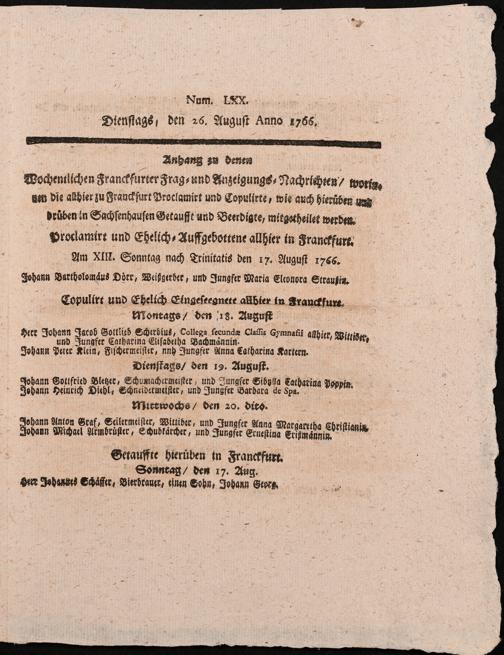 Num. LXX.
Dienstags, den 26. August Anno 1766.
Anhang zu denen
Wochentlichen Franckfurter Frag- und Anzeigungs-Nachrichten/ worin-
nen die allhier zu Franckfurt Proclamirt und Copulirte, wie auch hierüben und
drüben in Sachsenhausen Getaufft und Beerdigte, mitgetheilet werden.
Proclamirt und Ehelich-Auffgebottene allhier in Franckfurt.
Am XIII. Sonntag nach Trinitatis den 17. August 1766.
Johann Bartholomäus Dörr, Weißgerber, und Jungfer Maria Eleonora Straußin.
Copulirt und Ehelich Eingeseegnete allhier in Franckfurt.
Montags/ den 18. August
Herr Johann Jacob Gottlieb Scherbius, Collega secundæ Classis Gymnasii allhier, Wittiber,
und Jungfer Catharina Elisabetha Bachmännin.
Johann Peter Klein, Fischermeister, und Jungfer Anna Catharina Kartern.
Dienstags/ den 19. August.
Johann Gottfried Bletzer, Schumachermeister, und Jungfer Sibylla Catharina Poppin.
Johann Heinrich Diehl, Schneidermeister, und Jungfer Barbara de Spa.
Mittwochs/ den 20. dito.
Johann Anton Graf, Seilermeister, Wittiber, und Jungfer Anna Margaretha Christianin.
Johann Michael Armbrüster, Schubkärcher, und Jungfer Ernestina
Getauffte hierüben in Franckfurt.
Sonntag/ den 17. Aug.
Herr Johannes Schäffer, Bierbrauer, einen Sohn, Johann Georg.